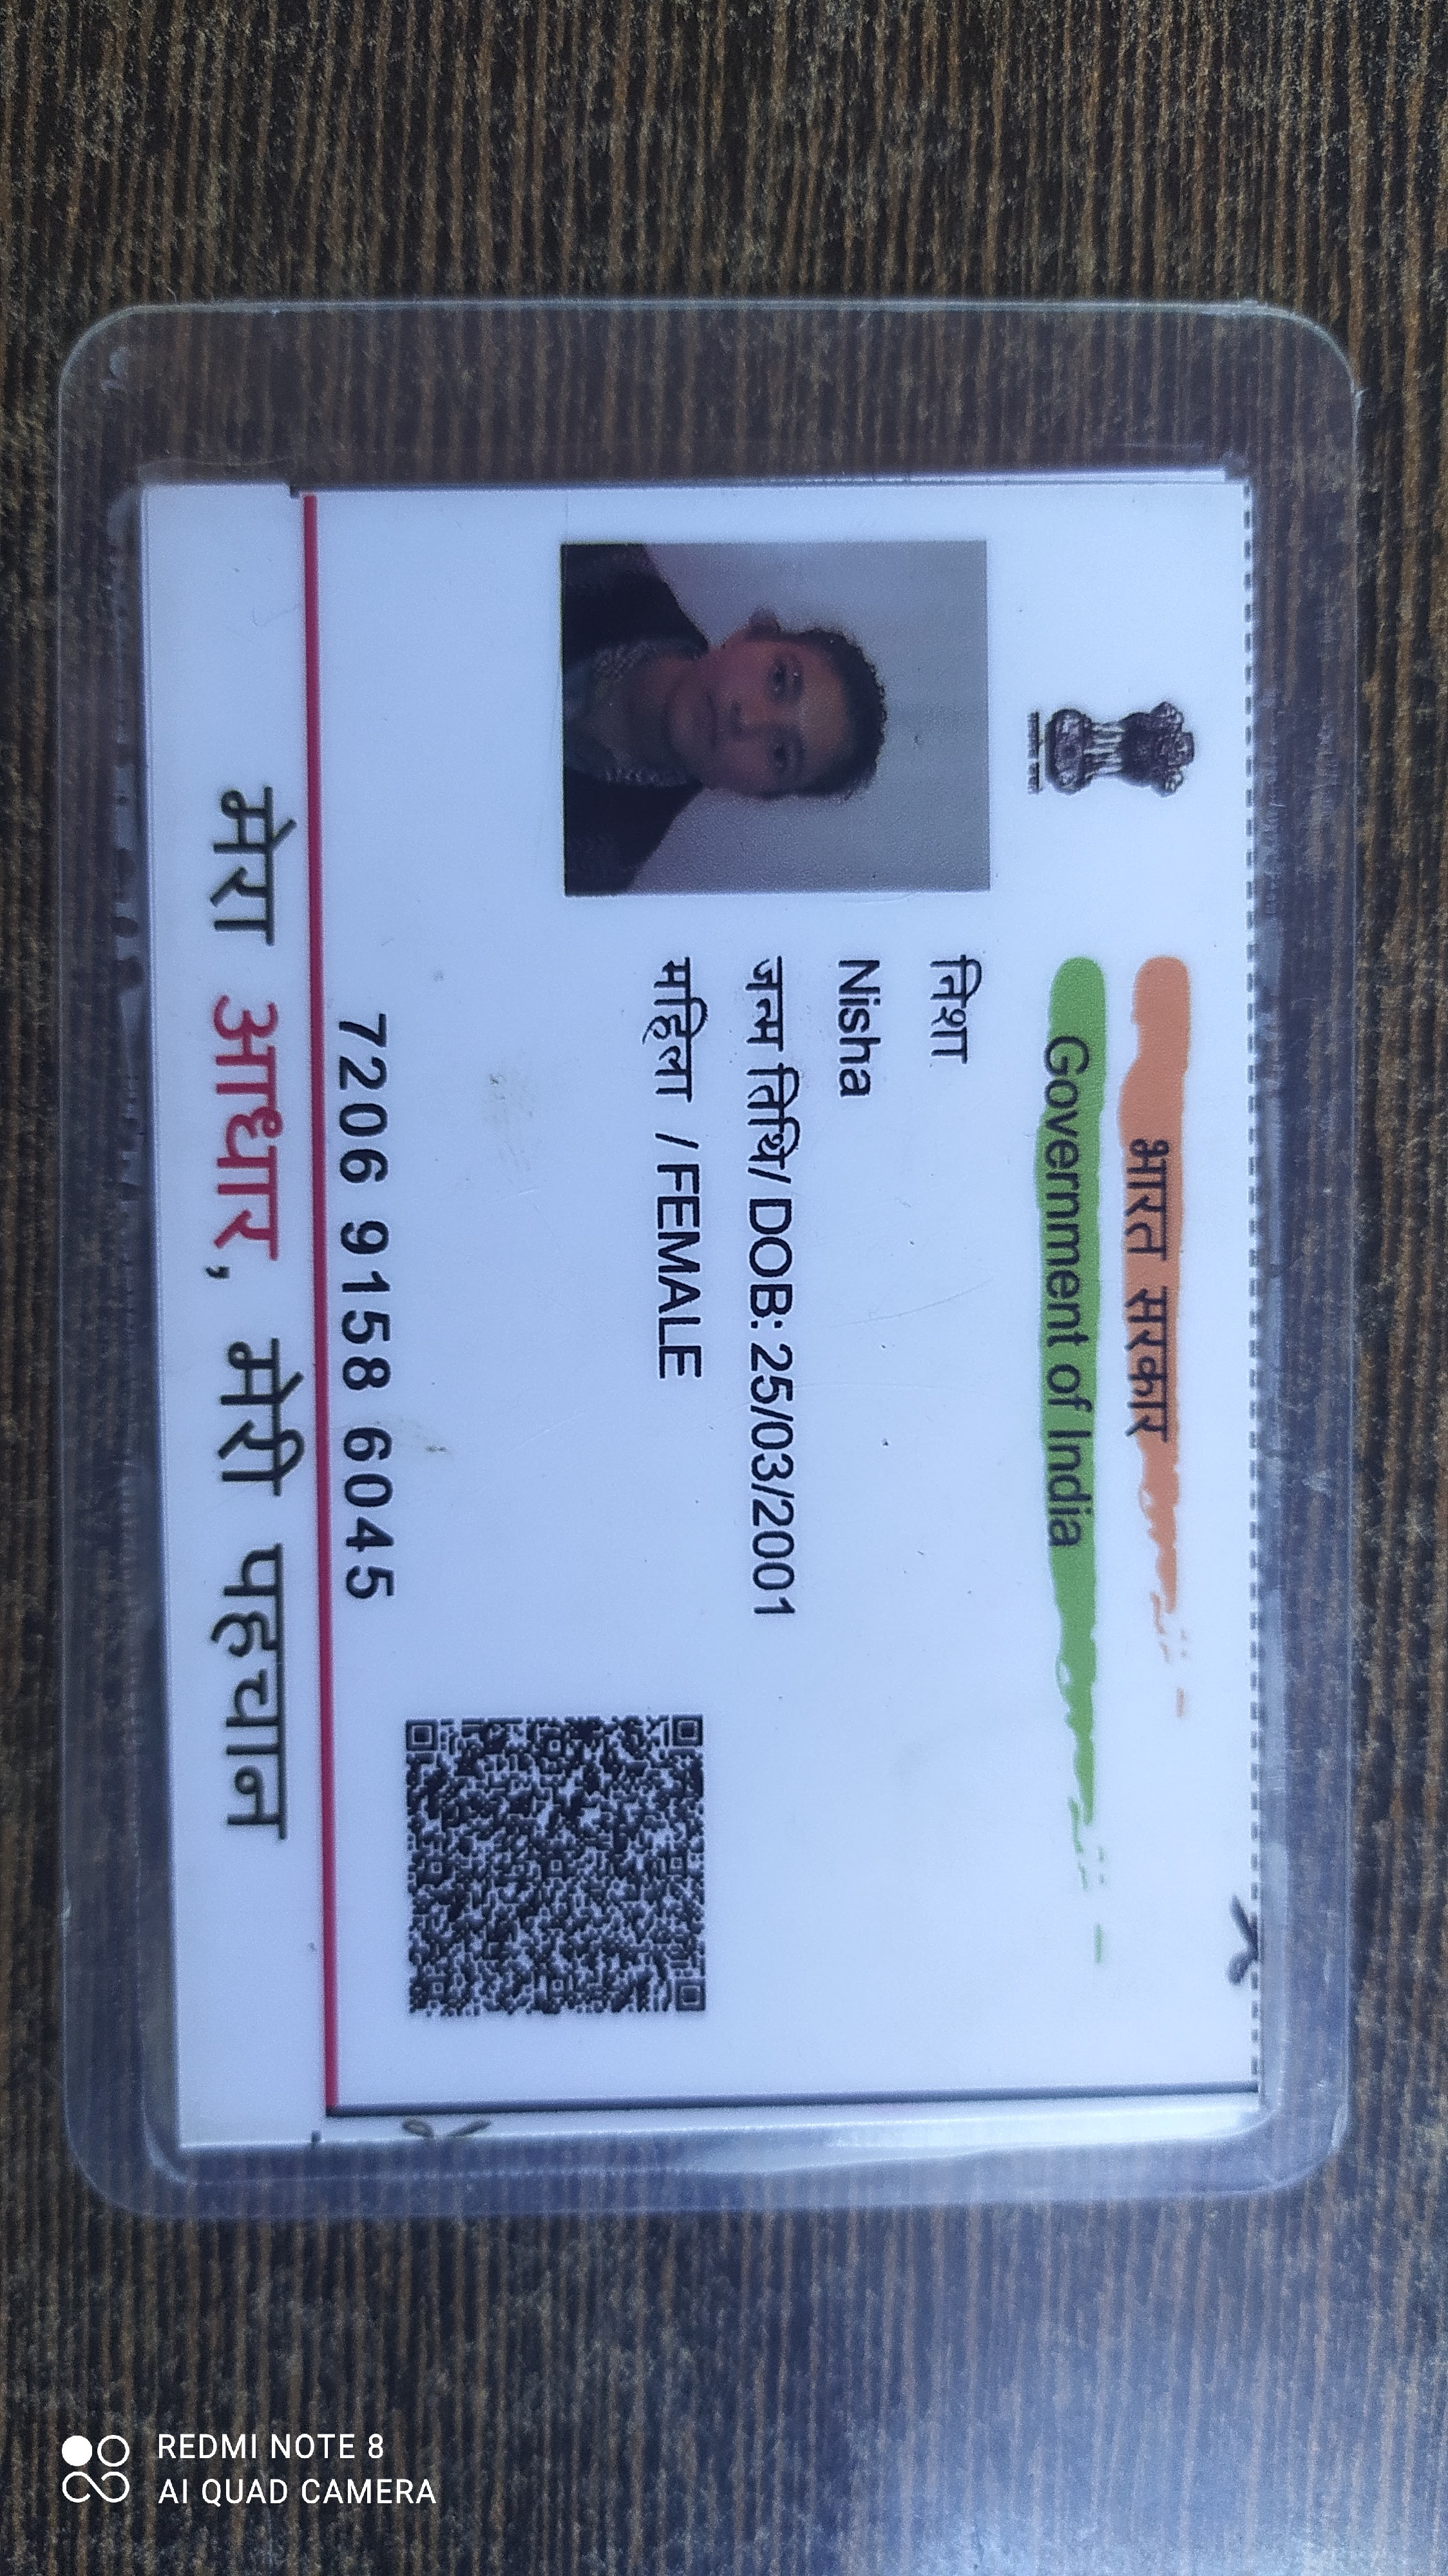 भारत सरकार
Government of India
निशा
Nisha
जन्म तिथि/ DOB: 25/03/2001
महिला / FEMALE
7206 9158 6045
मेरा आधार, मेरी पहचान
REDMI NOTE 8
AI QUAD CAMERA